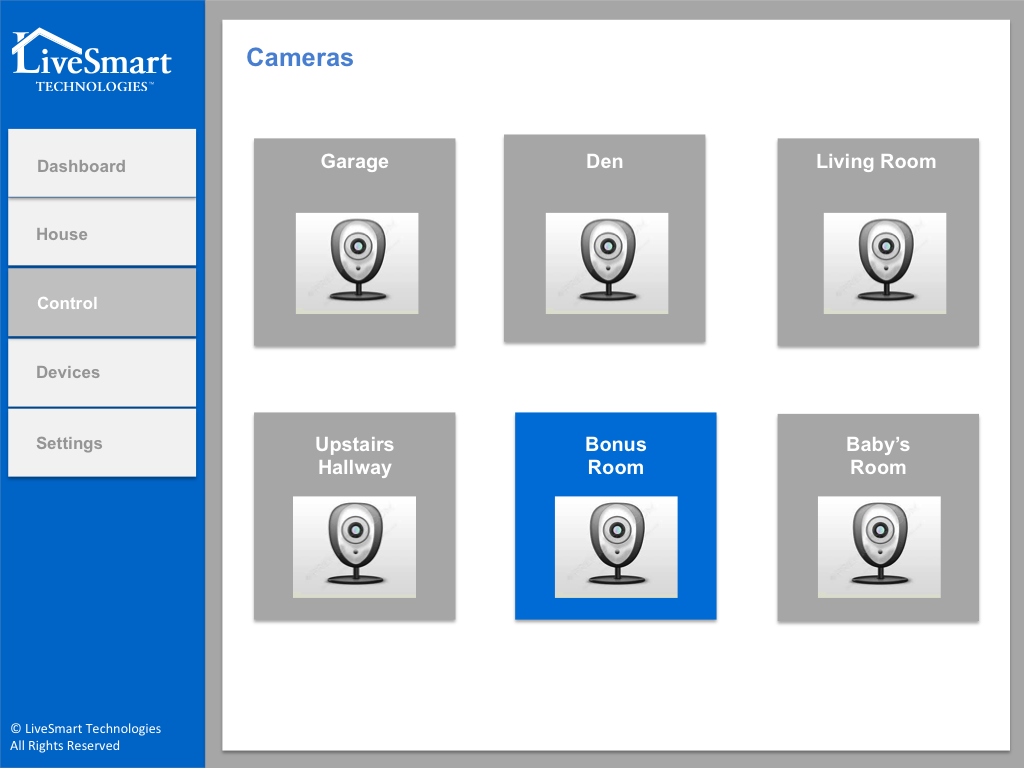 LiveSmart
TECHNOLOGIES™
Cameras
Dashboard
House
Control
Devices
Settings
Garage
Den
Living Room
Upstairs
Hallway
Bonus
Room
Baby’s
Room
© LiveSmart Technologies
All Rights Reserved